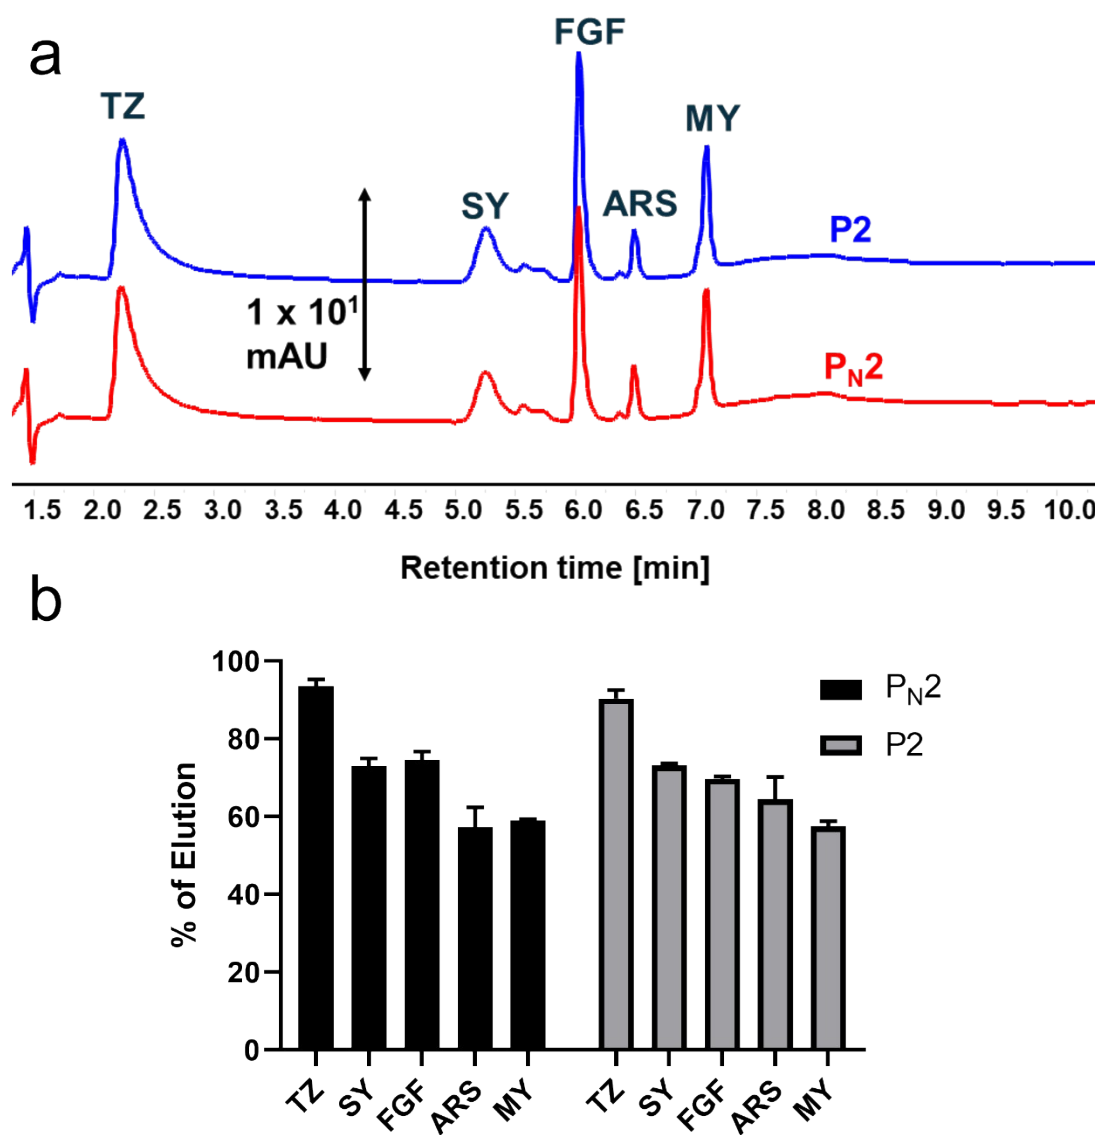 a
FGF
TZ
MY
SY
ARS
P2
1 x 10¹
mAU
P_N2
1.5 2.0 2.5 3.0 3.5 4.0 4.5 5.0 5.5 6.0 6.5 7.0 7.5 8.0 8.5 9.0 9.5 10.0
Retention time [min]
b
% of Elution
100
80
60
40
20
0
P_N2
P2
TZ SY FGF ARS MY TZ SY FGF ARS MY